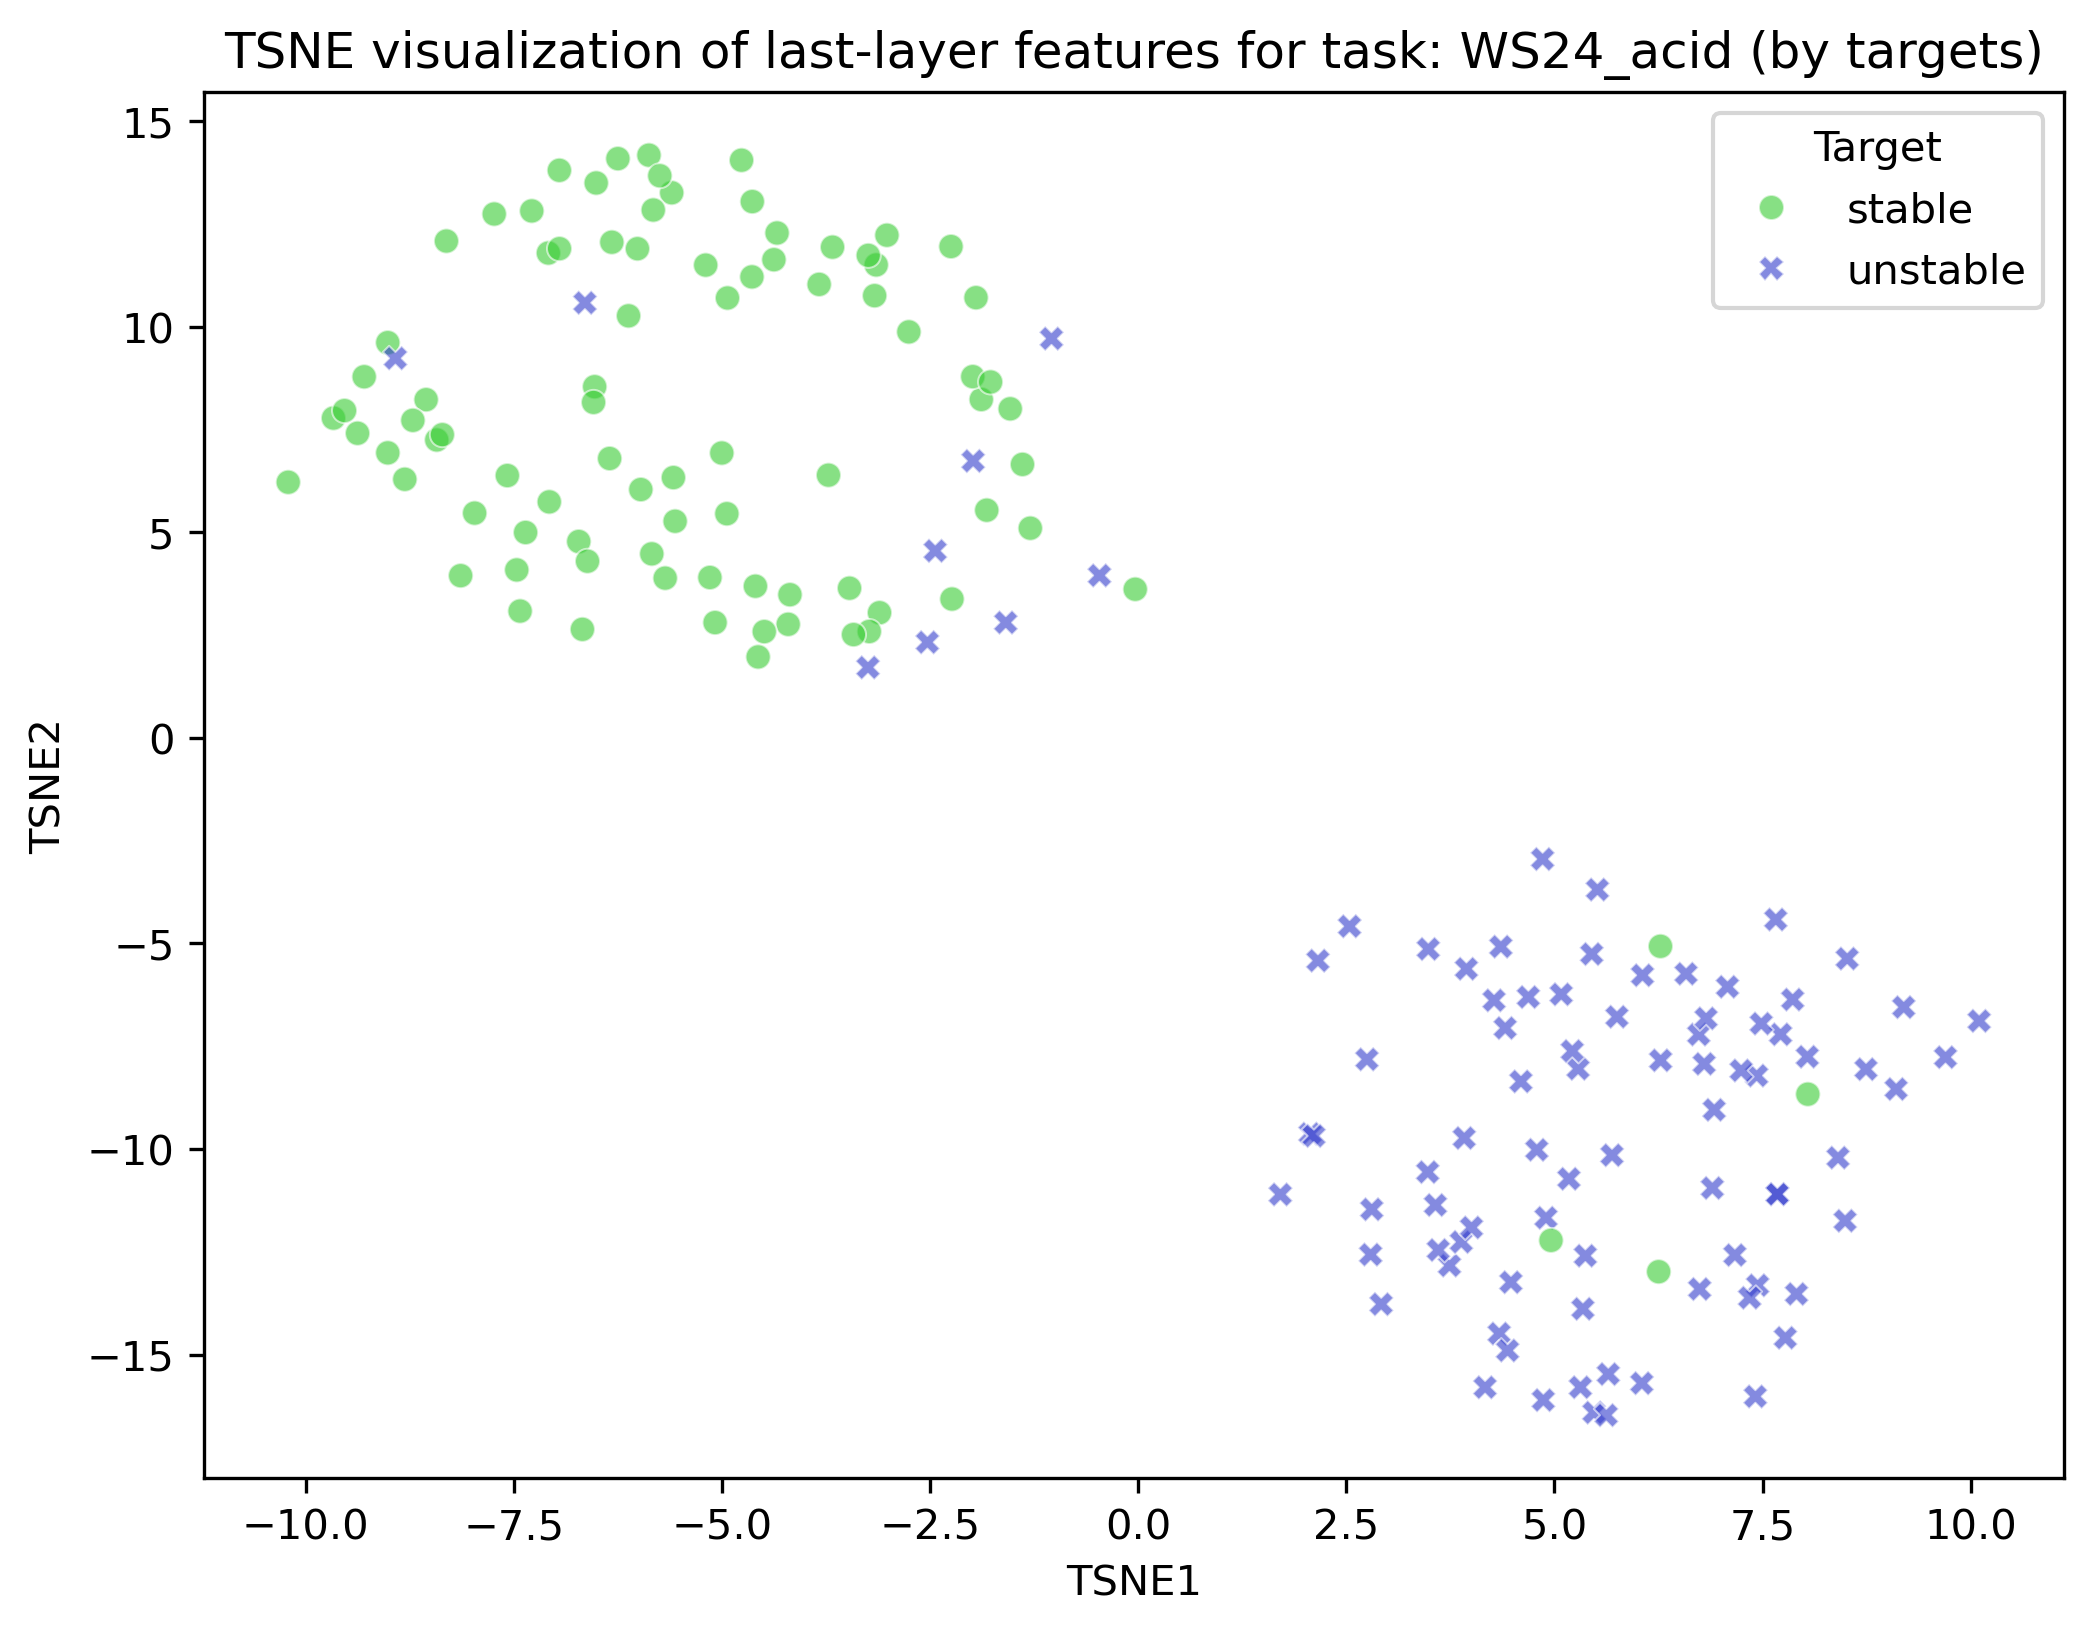 TSNE visualization of last-layer features for task: WS24_acid (by targets)
Target
stable
unstable
15
10
5
0
−5
−10
−15
TSNE2
−10.0 −7.5 −5.0 −2.5 0.0 2.5 5.0 7.5 10.0
TSNE1